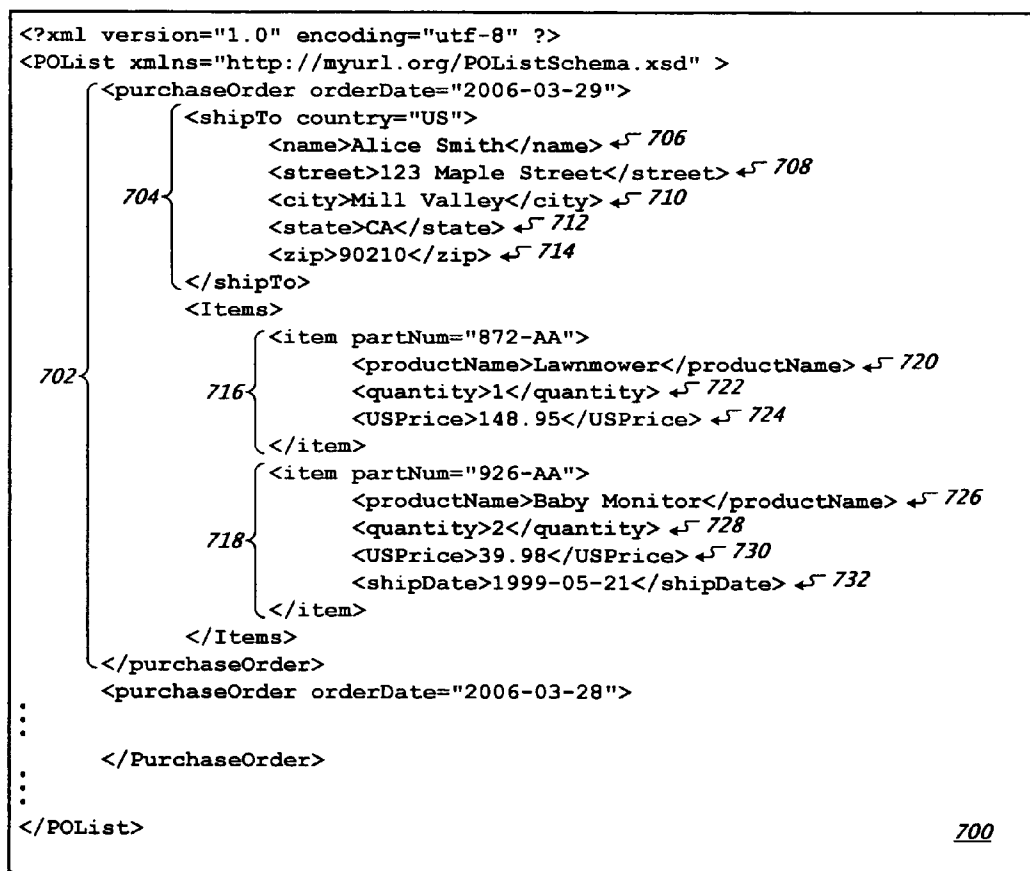 <?xml version="1.0" encoding="utf-8" ?>
<POList xmlns="http://myurl.org/POListSchema.xsd" >
<purchaseOrder orderDate="2006-03-29">
<shipTo country="US">
<name>Alice Smith</name> 706
<street>123 Maple Street</street> 708
704 <city>Mill Valley</city> 710
<state>CA</state> 712
<zip>90210</zip> 714
</shipTo>
<Items>
<item partNum="872-AA">
702 <productName>Lawnmower</productName> 720
716 <quantity>1</quantity> 722
<USPrice>148.95</USPrice> 724
</item>
<item partNum="926-AA">
<productName>Baby Monitor</productName> 726
<quantity>2</quantity> 728
718 <USPrice>39.98</USPrice> 730
<shipDate>1999-05-21</shipDate> 732
</item>
</Items>
</purchaseOrder>
<purchaseOrder orderDate="2006-03-28">
</PurchaseOrder>
</POList>
700